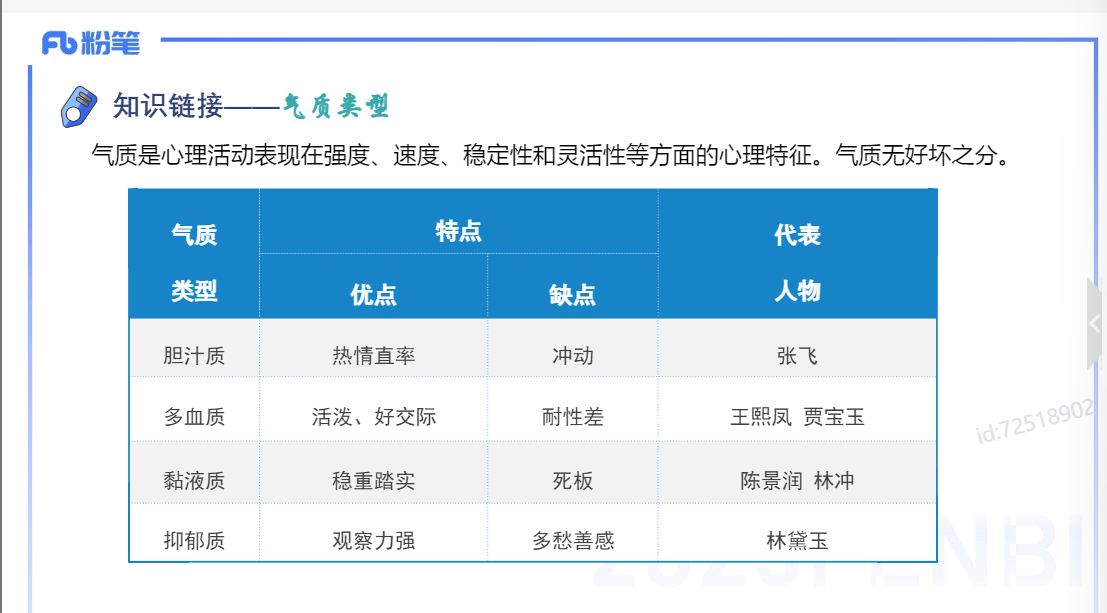 粉笔
知识链接——气质类型
气质是心理活动表现在强度、速度、稳定性和灵活性等方面的心理特征。气质无好坏之分。
气质类型 特点 代表人物
优点 缺点
胆汁质 热情直率 冲动 张飞
多血质 活泼、好交际 耐性差 王熙凤 贾宝玉
黏液质 稳重踏实 死板 陈景润 林冲
抑郁质 观察力强 多愁善感 林黛玉
id:72518902
2025FENBI